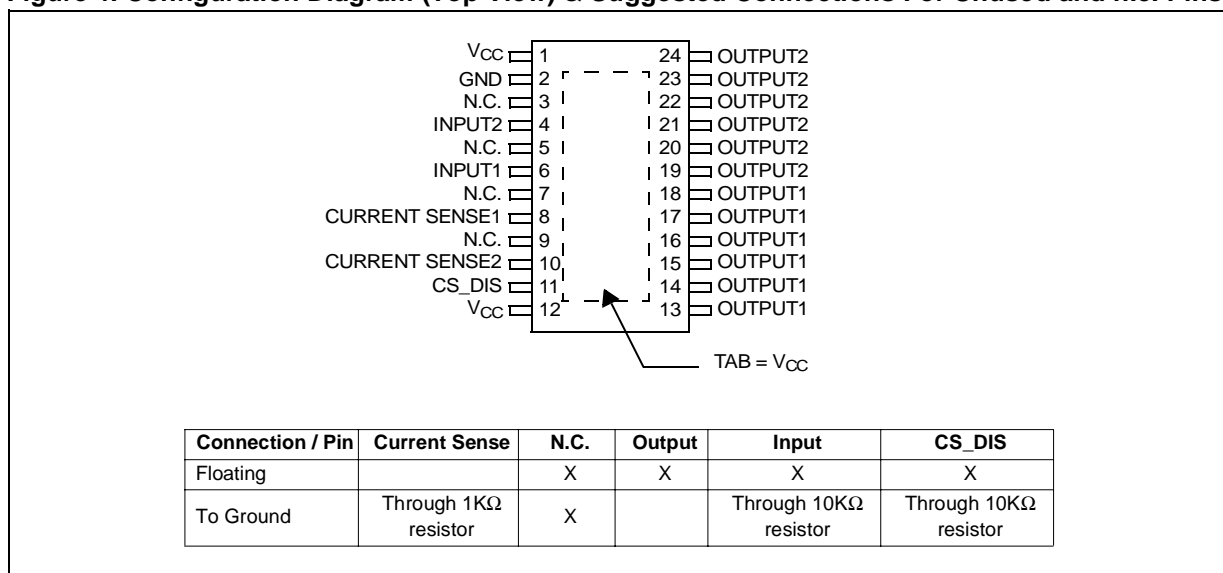 Figure 4. Configuration Diagram (Top View) & Suggested Connections For Unused and n.c. Pins
VCC 1 24 OUTPUT2
GND 2 23 OUTPUT2
N.C. 3 22 OUTPUT2
INPUT2 4 21 OUTPUT2
N.C. 5 20 OUTPUT2
INPUT1 6 19 OUTPUT2
N.C. 7 18 OUTPUT1
CURRENT SENSE1 8 17 OUTPUT1
N.C. 9 16 OUTPUT1
CURRENT SENSE2 10 15 OUTPUT1
CS_DIS 11 14 OUTPUT1
VCC 12 13 OUTPUT1
TAB = VCC
Connection / Pin Current Sense N.C. Output Input CS_DIS
Floating X X X X
To Ground Through 1KΩ resistor X Through 10KΩ resistor Through 10KΩ resistor